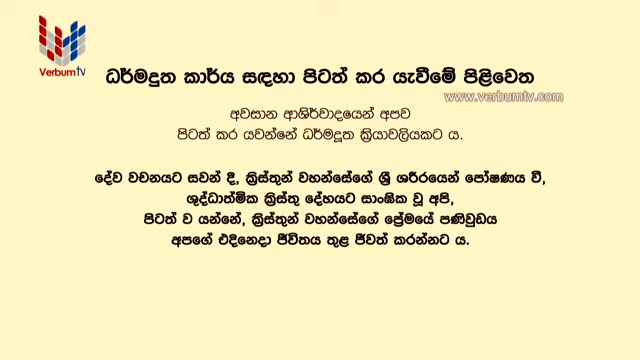 VerbumTV
ධර්මදූත කාර්ය සඳහා පිටත් කර යැවීමේ පිළිවෙත
www.verbumtv.com
අවසාන ආශිර්වාදයෙන් අපව
පිටත් කර යවන්නේ ධර්මදූත ක්‍රියාවලියකට ය.
දේව වචනයට සවන් දී, ක්‍රිස්තුන් වහන්සේගේ ශ්‍රී ශරීරයෙන් පෝෂණය වී,
ශුද්ධාත්මික ක්‍රිස්තු දේහයට සාංඝික වූ අපි,
පිටත් ව යන්නේ, ක්‍රිස්තුන් වහන්සේගේ ප්‍රේමයේ පණිවුඩය
අපගේ එදිනෙදා ජීවිතය තුළ ජීවත් කරන්නට ය.